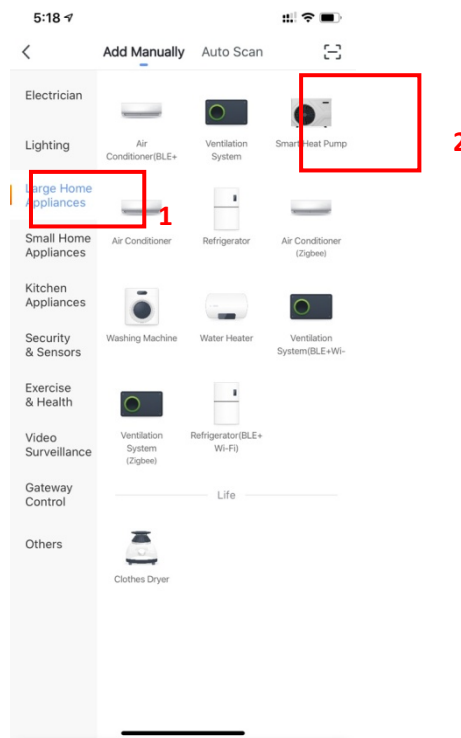 5:18
Add Manually Auto Scan
Electrician
Lighting
Large Home
Appliances
Small Home
Appliances
Kitchen
Appliances
Security
& Sensors
Exercise
& Health
Video
Surveillance
Gateway
Control
Others
Air
Conditioner(BLE+
Ventilation
System
Smart Heat Pump
2
1
Air Conditioner
Refrigerator
Air Conditioner
(Zigbee)
Washing Machine
Water Heater
Ventilation
System(BLE+Wi-
Ventilation
System
(Zigbee)
Refrigerator(BLE+
Wi-Fi)
Life
Clothes Dryer